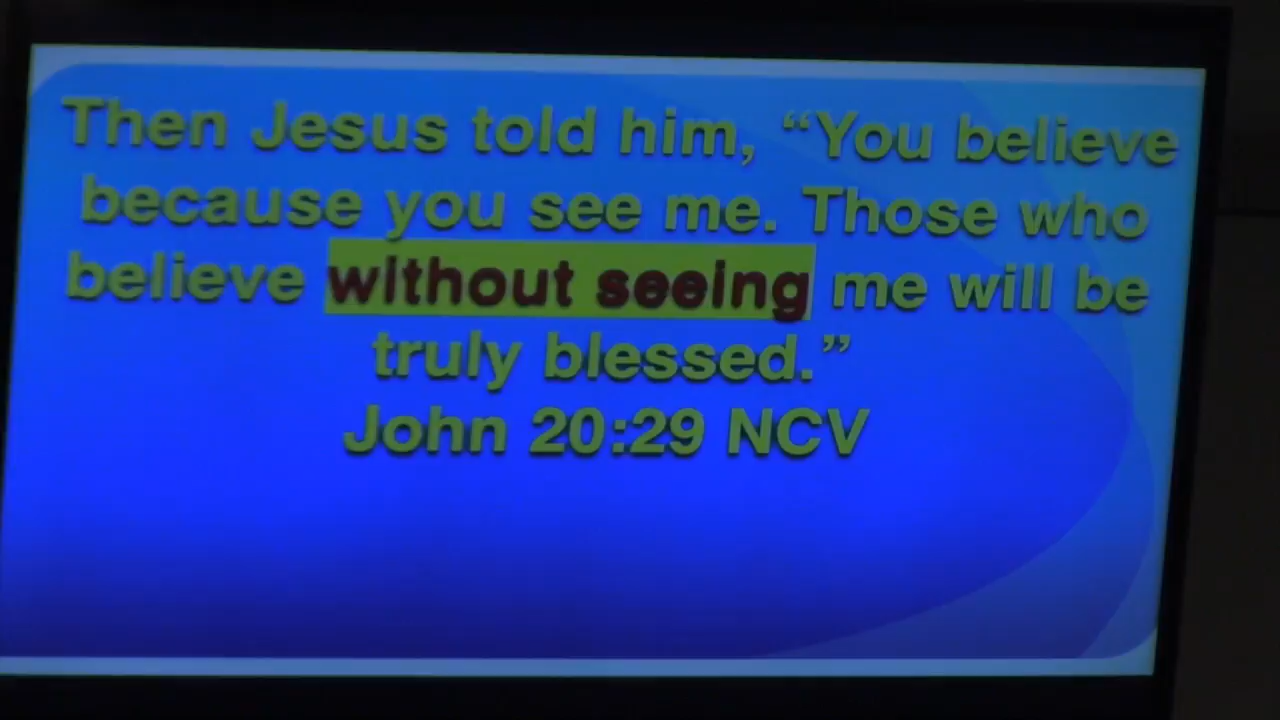 Then Jesus told him, “You believe
because you see me. Those who
believe without seeing me will be
truly blessed.”
John 20:29 NCV